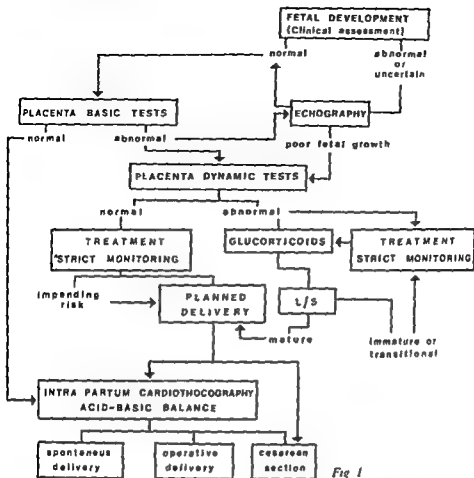 FETAL DEVELOPMENT
(Clinical assessment)
normal
abnormal
or
uncertain
PLACENTA BASIC TESTS
ECHOGRAPHY
normal
abnormal
poor fetal growth
PLACENTA DYNAMIC TESTS
normal
abnormal
TREATMENT
STRICT MONITORING
GLUCORTICOIDS
TREATMENT
STRICT MONITORING
impending
risk
PLANNED
DELIVERY
L/S
mature
immature or
transitional
INTRA PARTUM CARDIOTHOCOGRAPHY
ACID-BASIC BALANCE
spontaneus
delivery
operative
delivery
cesarean
section
Fig 1